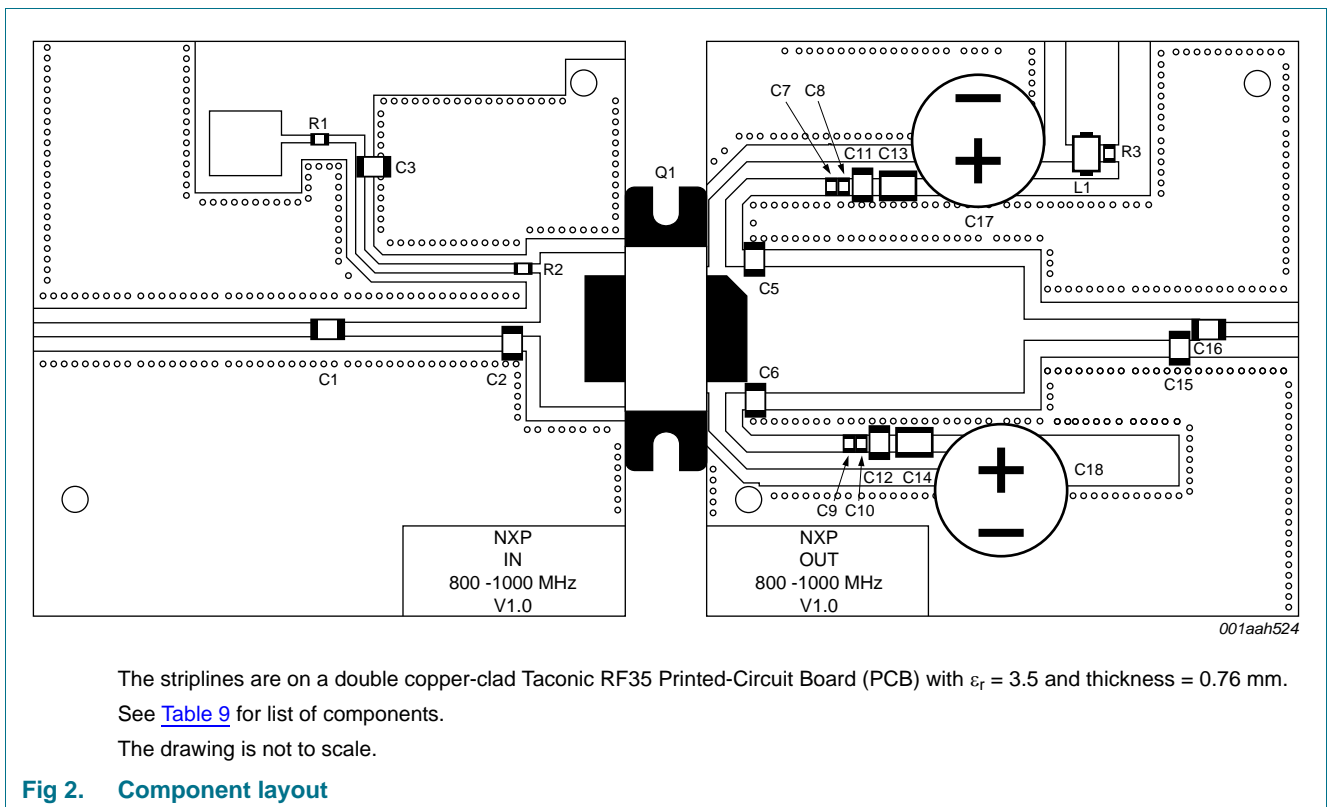 C7 C8
R1
C3
C11 C13
R3
L1
Q1
C17
R2
C5
C1
C2
C16
C15
C6
C12 C14
C18
C9 C10
NXP
IN
800 -1000 MHz
V1.0
NXP
OUT
800 -1000 MHz
V1.0
001aah524
The striplines are on a double copper-clad Taconic RF35 Printed-Circuit Board (PCB) with εr = 3.5 and thickness = 0.76 mm.
See Table 9 for list of components.
The drawing is not to scale.
Fig 2. Component layout